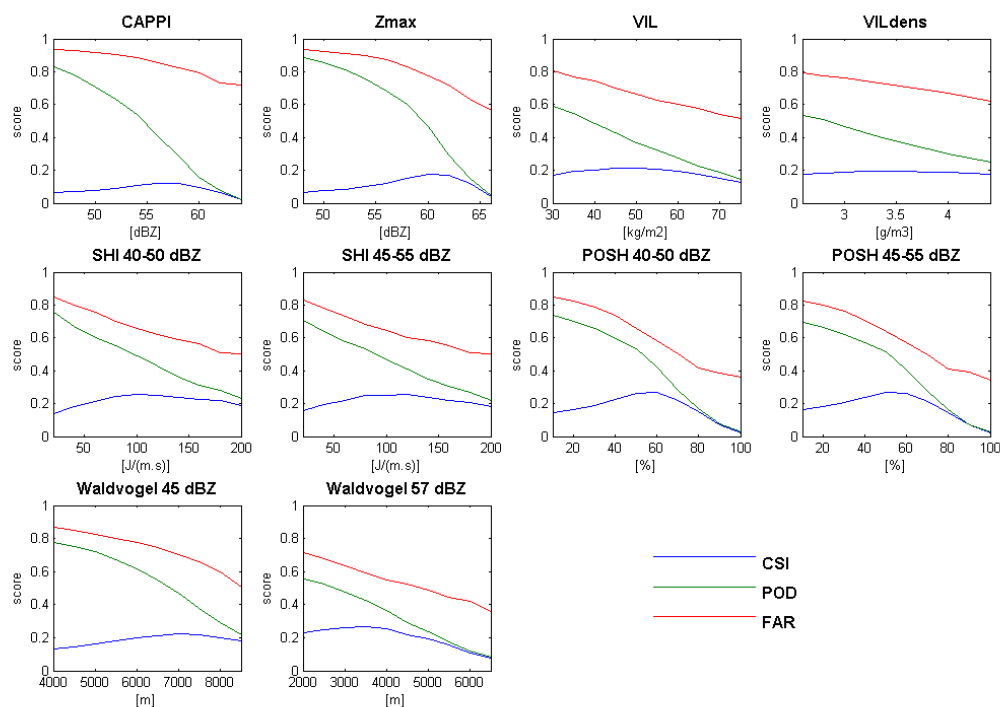 CAPPI
Zmax
VIL
VILdens
1
0.8
0.6
0.4
0.2
0
score
50 55 60
[dBZ]
1
0.8
0.6
0.4
0.2
0
score
50 55 60 65
[dBZ]
1
0.8
0.6
0.4
0.2
0
score
30 40 50 60 70
[kg/m2]
1
0.8
0.6
0.4
0.2
0
score
3 3.5 4
[g/m3]
SHI 40-50 dBZ
SHI 45-55 dBZ
POSH 40-50 dBZ
POSH 45-55 dBZ
1
0.8
0.6
0.4
0.2
0
score
50 100 150 200
[J/(m.s)]
1
0.8
0.6
0.4
0.2
0
score
50 100 150 200
[J/(m.s)]
1
0.8
0.6
0.4
0.2
0
score
20 40 60 80 100
[%]
1
0.8
0.6
0.4
0.2
0
score
20 40 60 80 100
[%]
Waldvogel 45 dBZ
Waldvogel 57 dBZ
1
0.8
0.6
0.4
0.2
0
score
4000 5000 6000 7000 8000
[m]
1
0.8
0.6
0.4
0.2
0
score
2000 3000 4000 5000 6000
[m]
CSI
POD
FAR